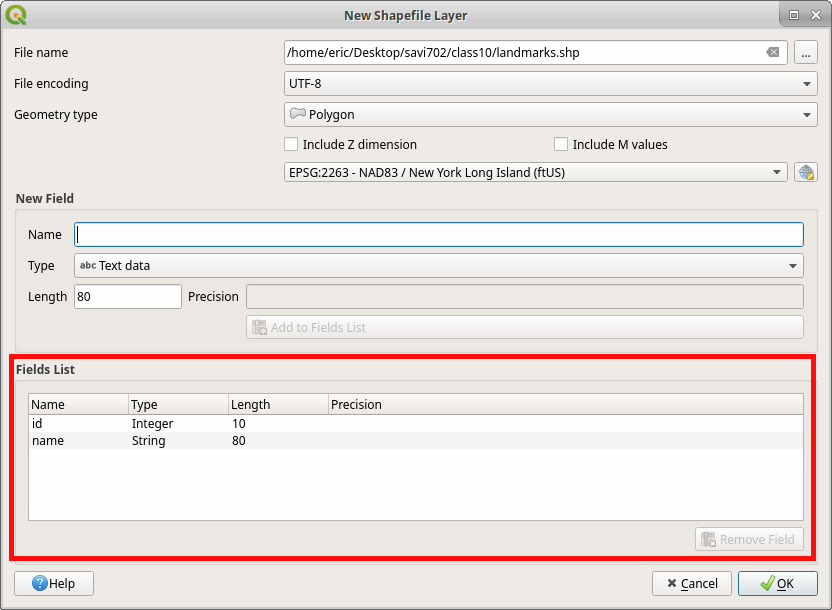 New Shapefile Layer
File name /home/eric/Desktop/savi702/class10/landmarks.shp ...
File encoding UTF-8
Geometry type Polygon
Include Z dimension Include M values
EPSG:2263 - NAD83 / New York Long Island (ftUS)
New Field
Name
Type abc Text data
Length 80 Precision
Add to Fields List
Fields List
Name Type Length Precision
id Integer 10
name String 80
Remove Field
Help Cancel OK